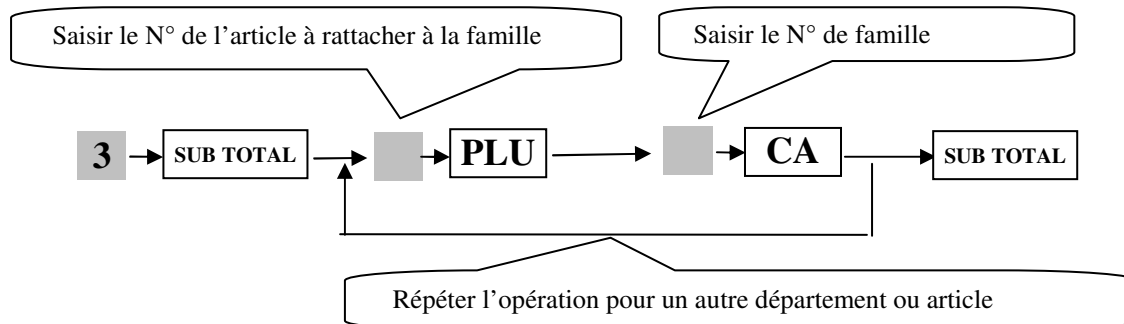 Saisir le N° de l’article à rattacher à la famille
Saisir le N° de famille
3 SUB TOTAL PLU CA SUB TOTAL
Répéter l’opération pour un autre département ou article